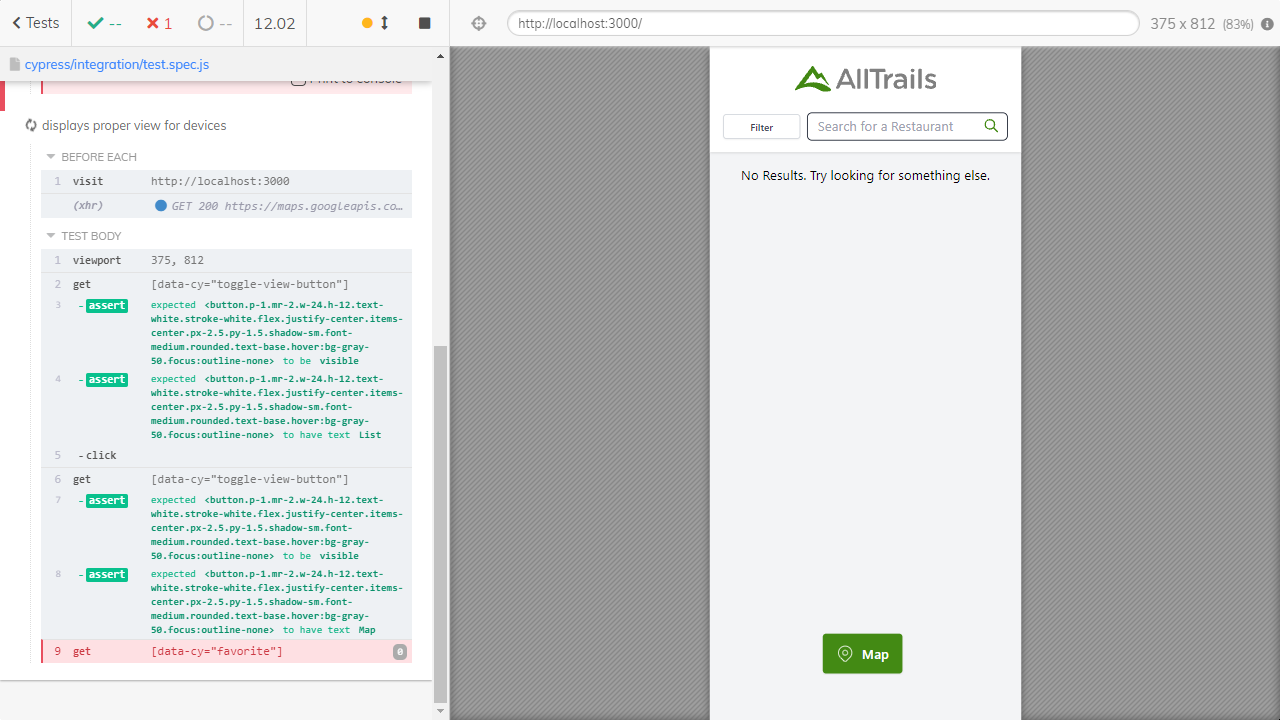 Tests
--
1
--
12.02
http://localhost:3000/
375 x 812 (83%)
cypress/integration/test.spec.js
Print to console
displays proper view for devices
BEFORE EACH
1 visit http://localhost:3000
(xhr) GET 200 https://maps.googleapis.co…
TEST BODY
1 viewport 375, 812
2 get [data-cy="toggle-view-button"]
3 -assert expected <button.p-1.mr-2.w-24.h-12.text-
white.stroke-white.flex.justify-center.items-
center.px-2.5.py-1.5.shadow-sm.font-
medium.rounded.text-base.hover:bg-gray-
50.focus:outline-none> to be visible
4 -assert expected <button.p-1.mr-2.w-24.h-12.text-
white.stroke-white.flex.justify-center.items-
center.px-2.5.py-1.5.shadow-sm.font-
medium.rounded.text-base.hover:bg-gray-
50.focus:outline-none> to have text List
5 -click
6 get [data-cy="toggle-view-button"]
7 -assert expected <button.p-1.mr-2.w-24.h-12.text-
white.stroke-white.flex.justify-center.items-
center.px-2.5.py-1.5.shadow-sm.font-
medium.rounded.text-base.hover:bg-gray-
50.focus:outline-none> to be visible
8 -assert expected <button.p-1.mr-2.w-24.h-12.text-
white.stroke-white.flex.justify-center.items-
center.px-2.5.py-1.5.shadow-sm.font-
medium.rounded.text-base.hover:bg-gray-
50.focus:outline-none> to have text Map
9 get [data-cy="favorite"] 0
AllTrails
Filter
Search for a Restaurant
No Results. Try looking for something else.
Map